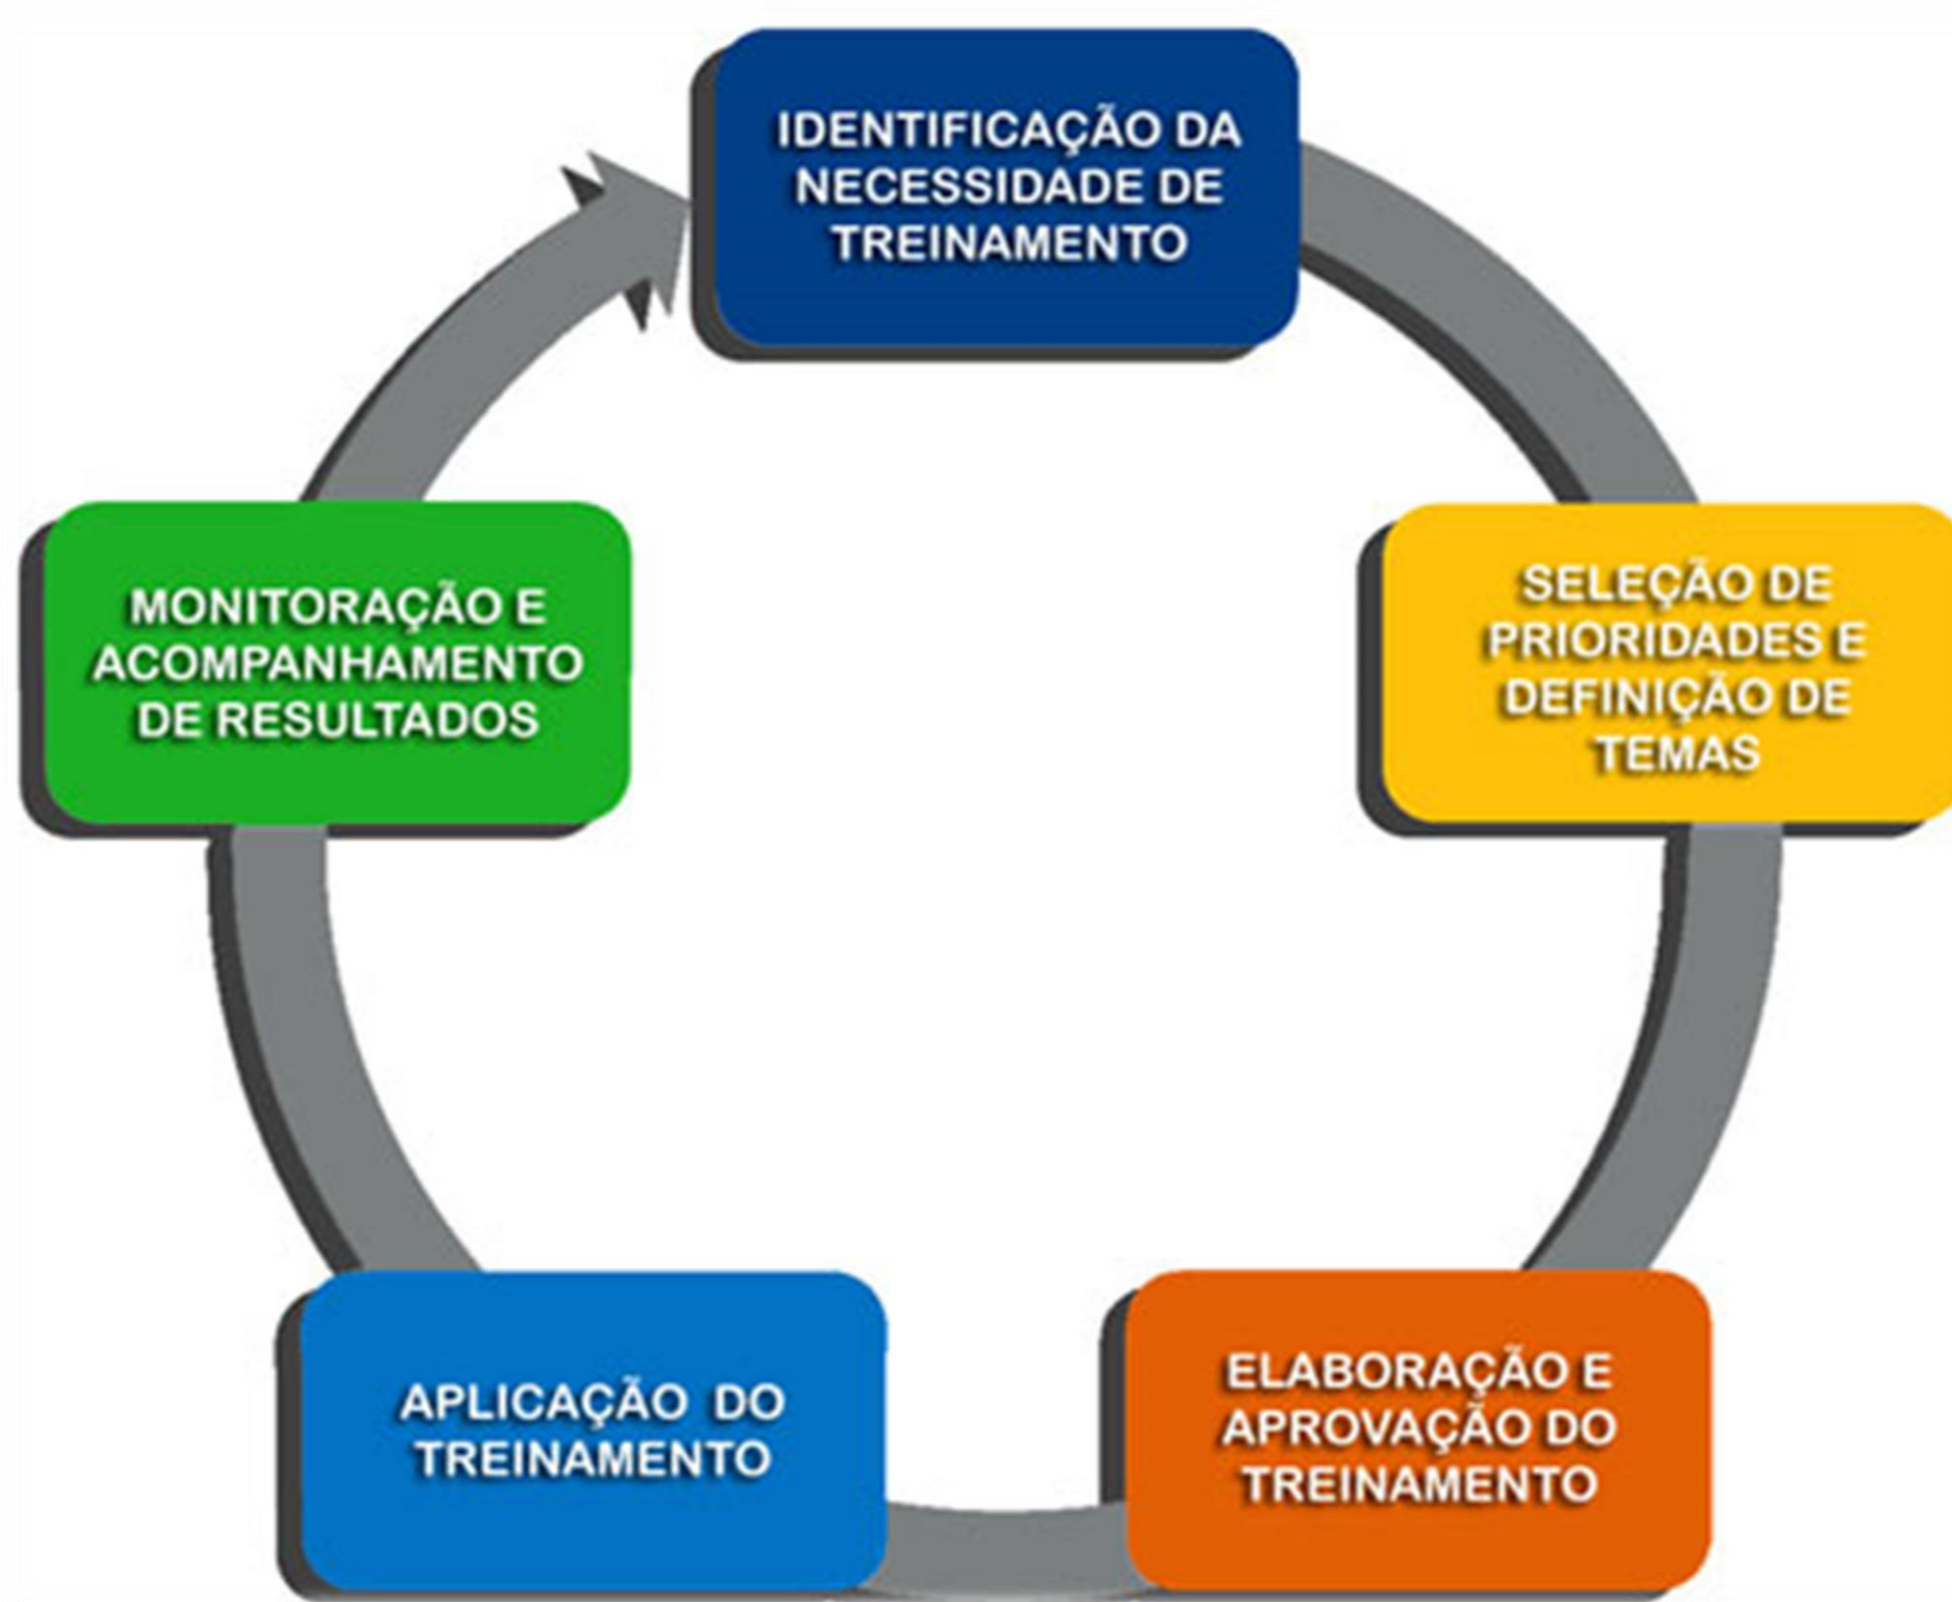 IDENTIFICAÇÃO DA
NECESSIDADE DE
TREINAMENTO
SELEÇÃO DE
PRIORIDADES E
DEFINIÇÃO DE
TEMAS
ELABORAÇÃO E
APROVAÇÃO DO
TREINAMENTO
APLICAÇÃO DO
TREINAMENTO
MONITORAÇÃO E
ACOMPANHAMENTO
DE RESULTADOS